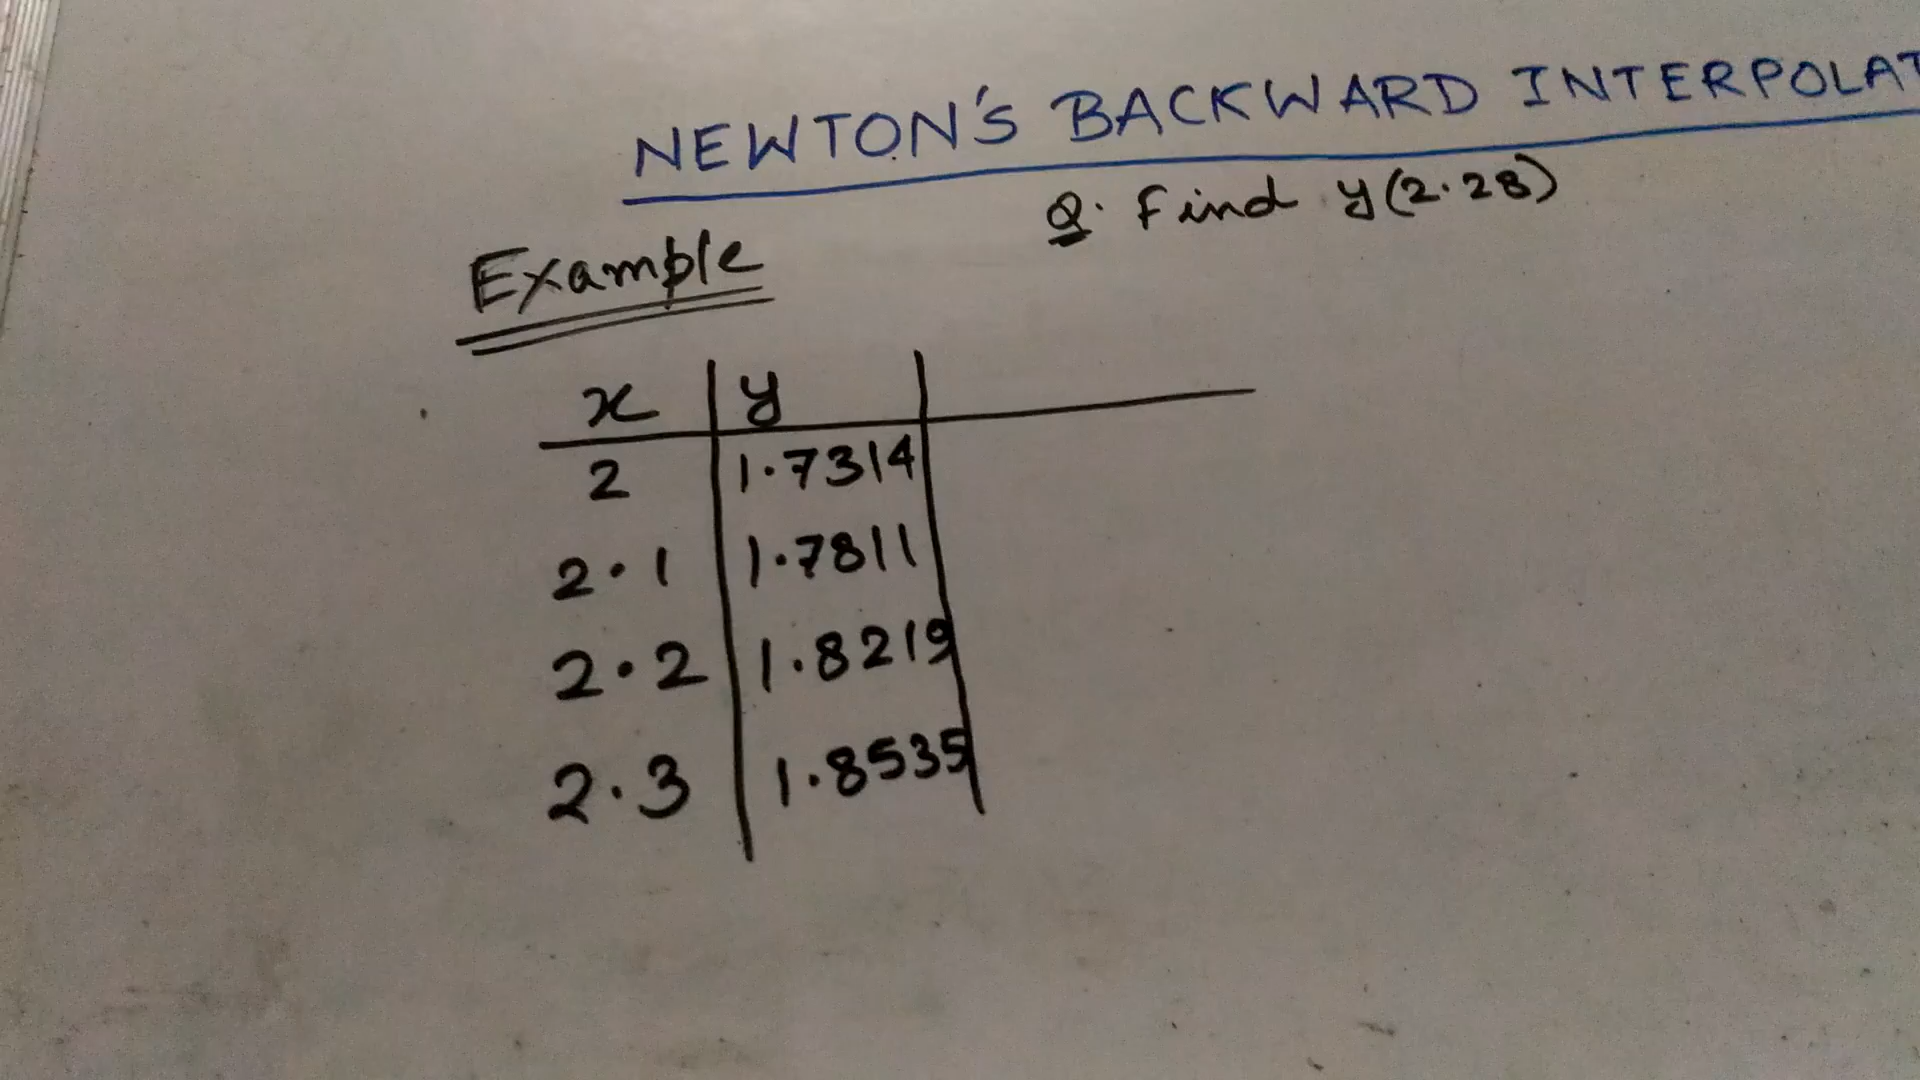 NEWTON'S BACKWARD INTERPOLAT
Q. Find y(2.28)
Example
x y
2 1.7314
2.1 1.7811
2.2 1.8219
2.3 1.8535